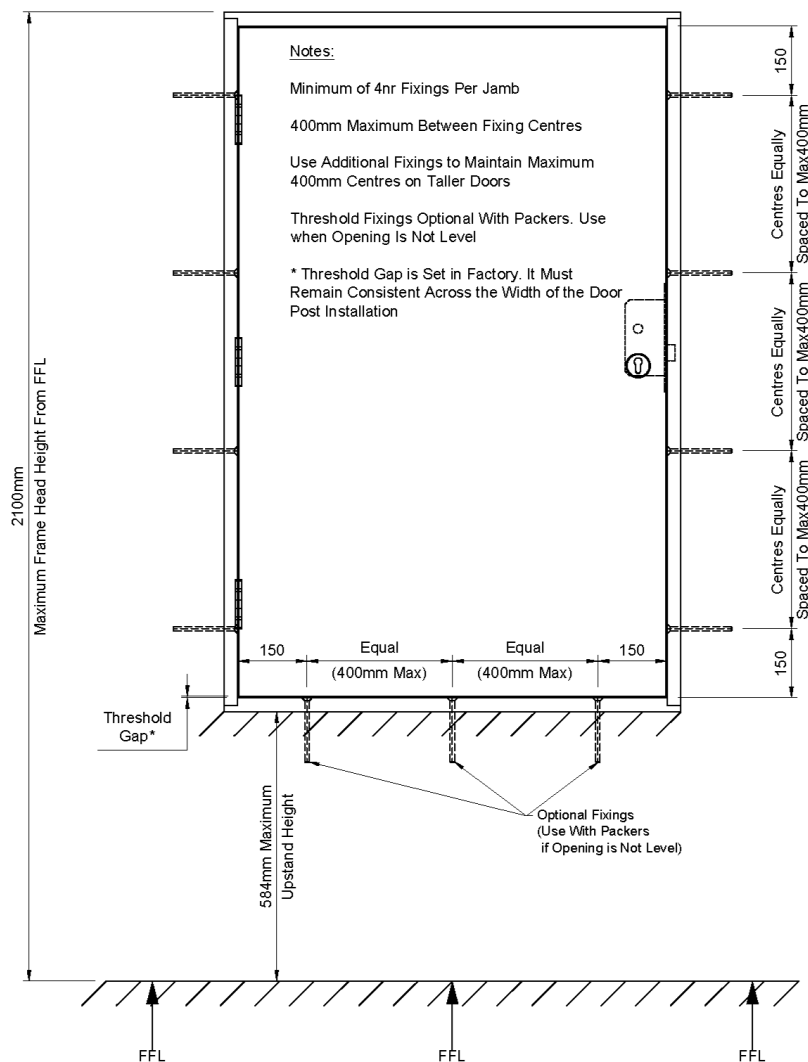 Notes:
Minimum of 4nr Fixings Per Jamb
400mm Maximum Between Fixing Centres
Use Additional Fixings to Maintain Maximum
400mm Centres on Taller Doors
Threshold Fixings Optional With Packers. Use
when Opening Is Not Level
* Threshold Gap is Set in Factory. It Must
Remain Consistent Across the Width of the Door
Post Installation
150
Centres Equally
Spaced To Max400mm
Centres Equally
Spaced To Max400mm
Centres Equally
Spaced To Max400mm
150
2100mm
Maximum Frame Head Height From FFL
150
Equal
(400mm Max)
Equal
(400mm Max)
150
Threshold
Gap*
584mm Maximum
Upstand Height
Optional Fixings
(Use With Packers
if Opening is Not Level)
FFL
FFL
FFL